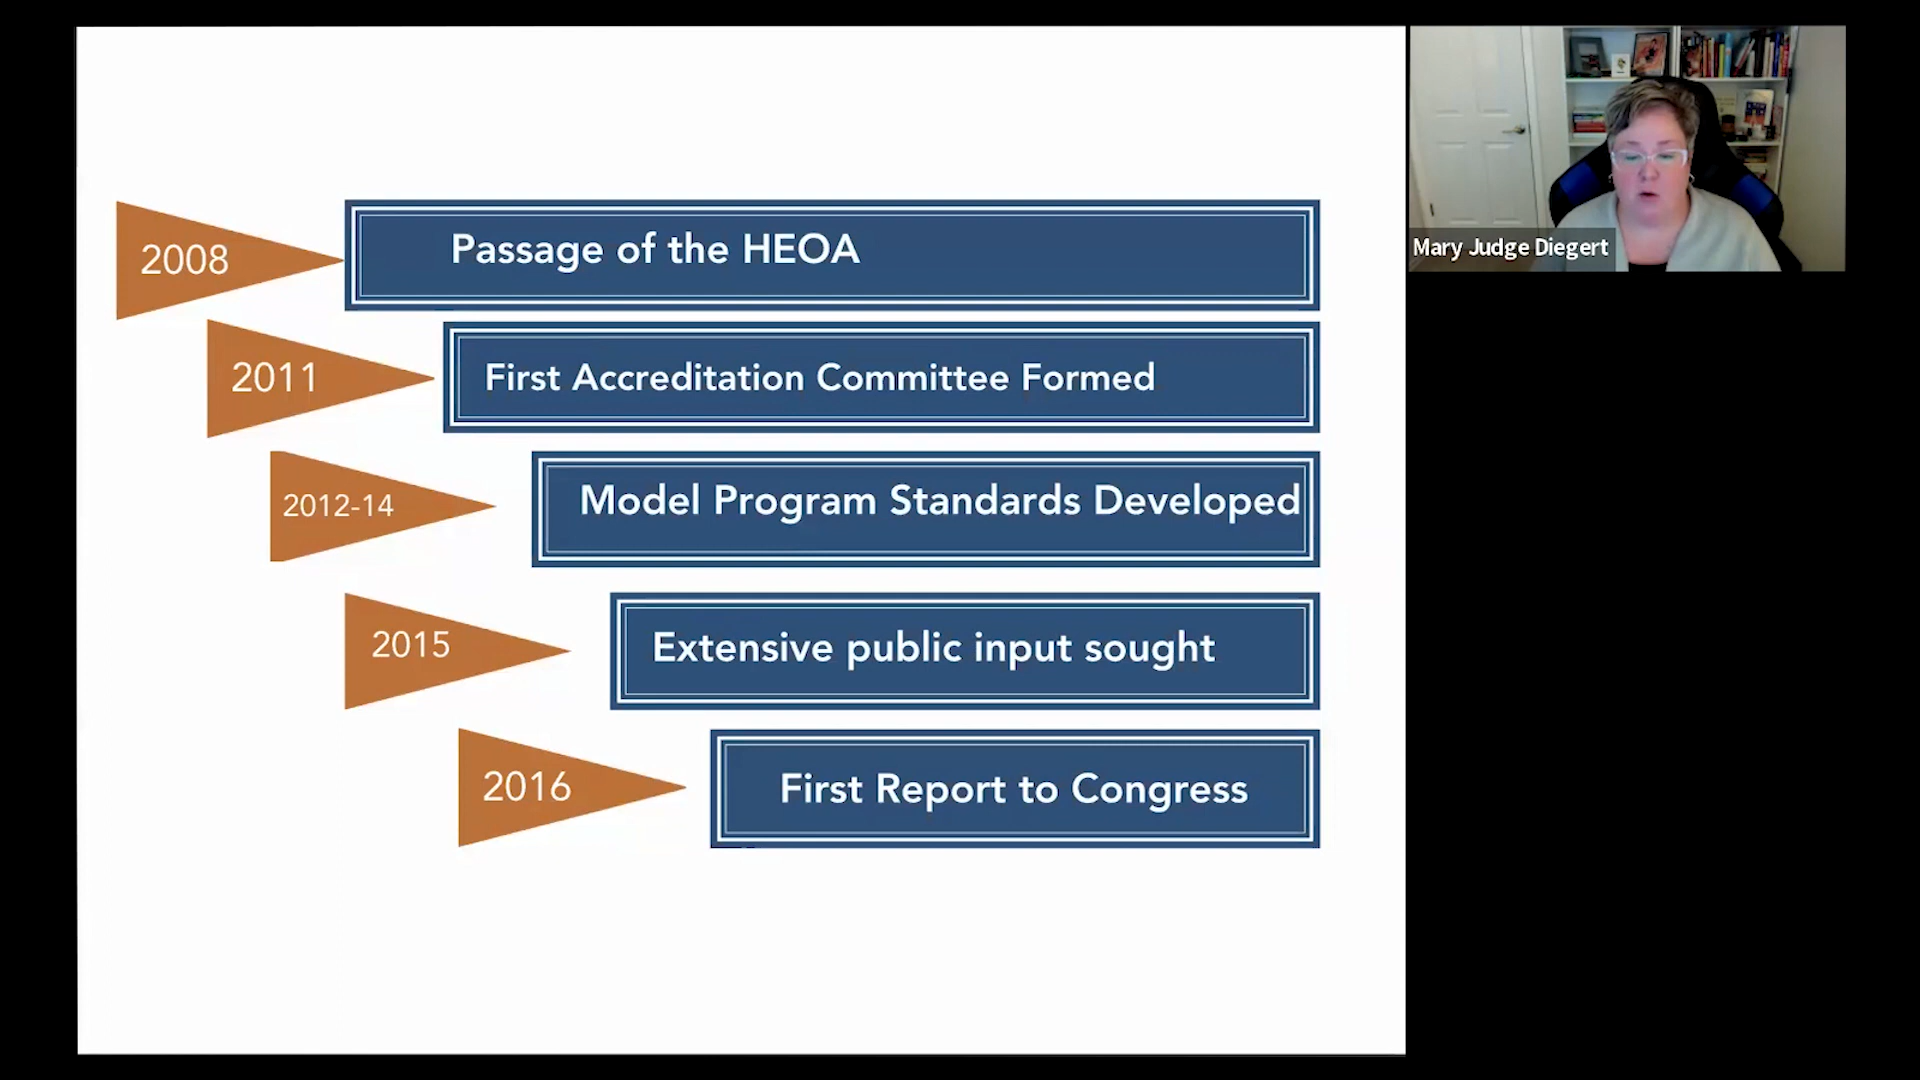 2008
Passage of the HEOA
2011
First Accreditation Committee Formed
2012-14
Model Program Standards Developed
2015
Extensive public input sought
2016
First Report to Congress
Mary Judge Diegert